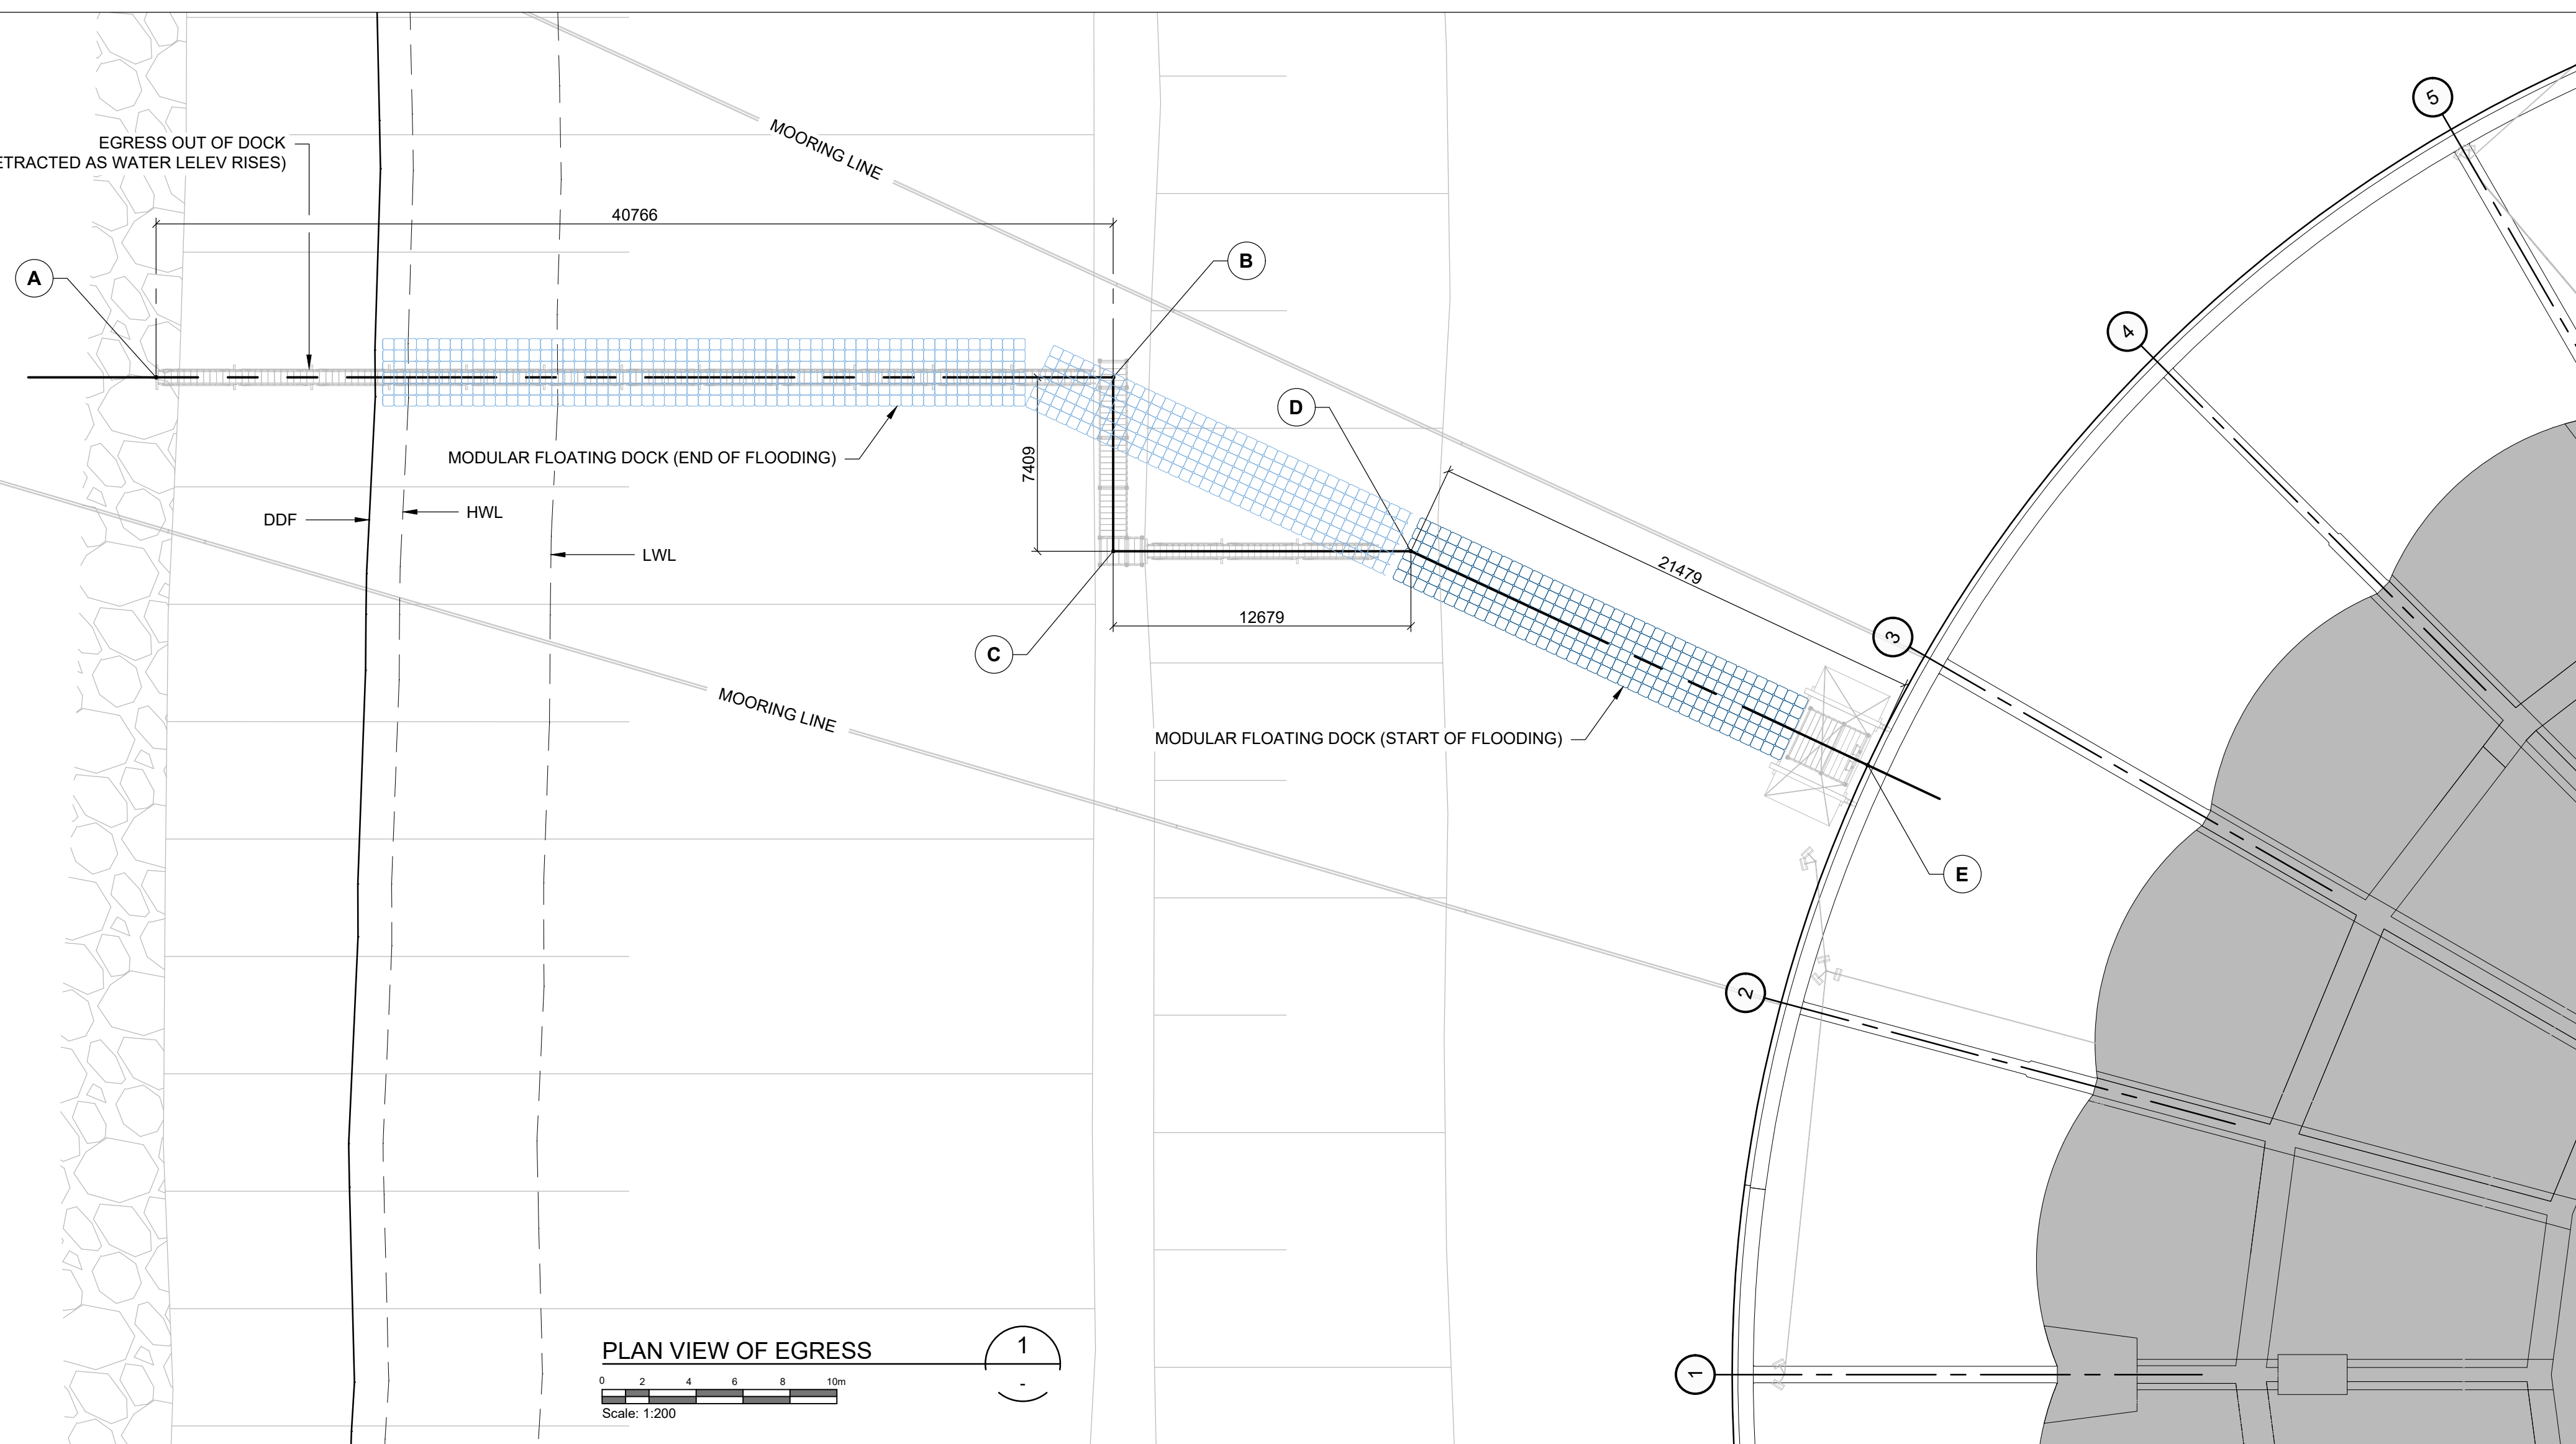 5
EGRESS OUT OF DOCK
ETRACTED AS WATER LELEV RISES)
MOORING LINE
40766
A
B
4
D
MODULAR FLOATING DOCK (END OF FLOODING)
7409
DDF
HWL
LWL
21479
12679
C
3
MOORING LINE
MODULAR FLOATING DOCK (START OF FLOODING)
E
2
PLAN VIEW OF EGRESS
1
-
0 2 4 6 8 10m
Scale: 1:200
1